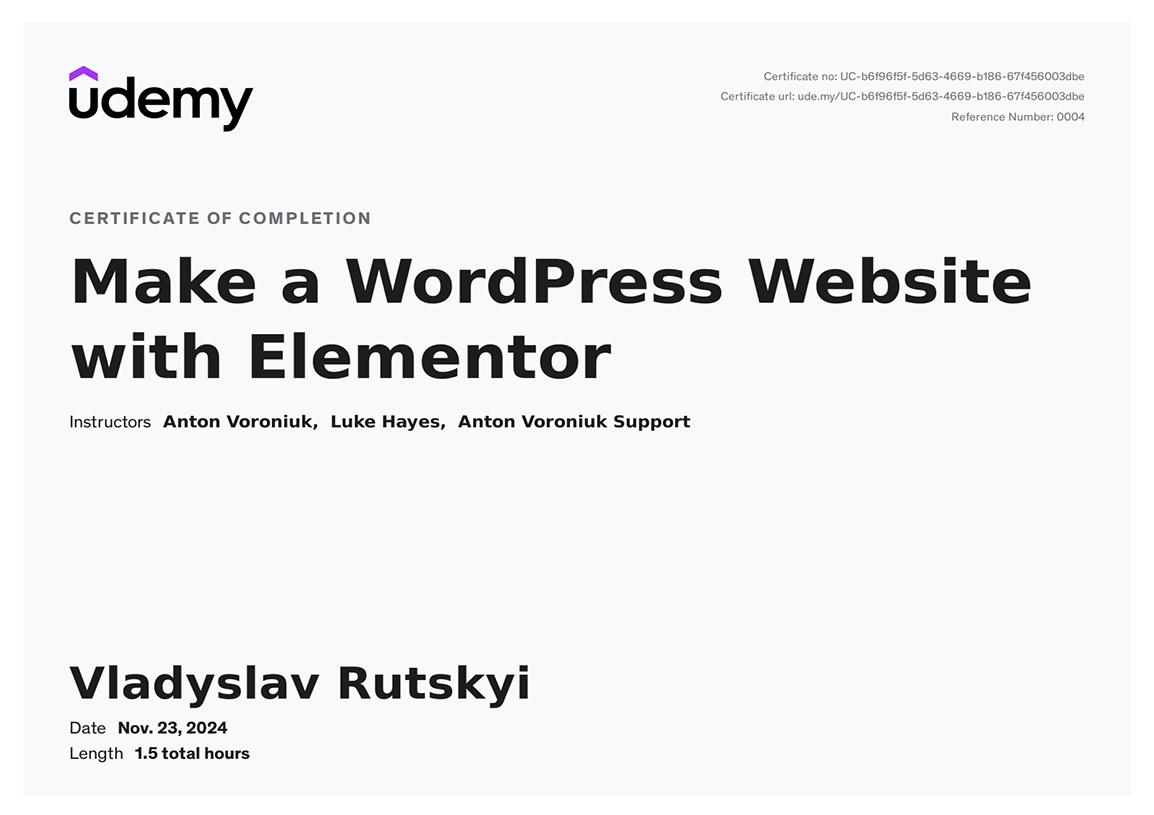 udemy
Certificate no: UC-b6f96f5f-5d63-4669-b186-67f456003dbe
Certificate url: ude.my/UC-b6f96f5f-5d63-4669-b186-67f456003dbe
Reference Number: 0004
CERTIFICATE OF COMPLETION
Make a WordPress Website
with Elementor
Instructors Anton Voroniuk, Luke Hayes, Anton Voroniuk Support
Vladyslav Rutskyi
Date Nov. 23, 2024
Length 1.5 total hours